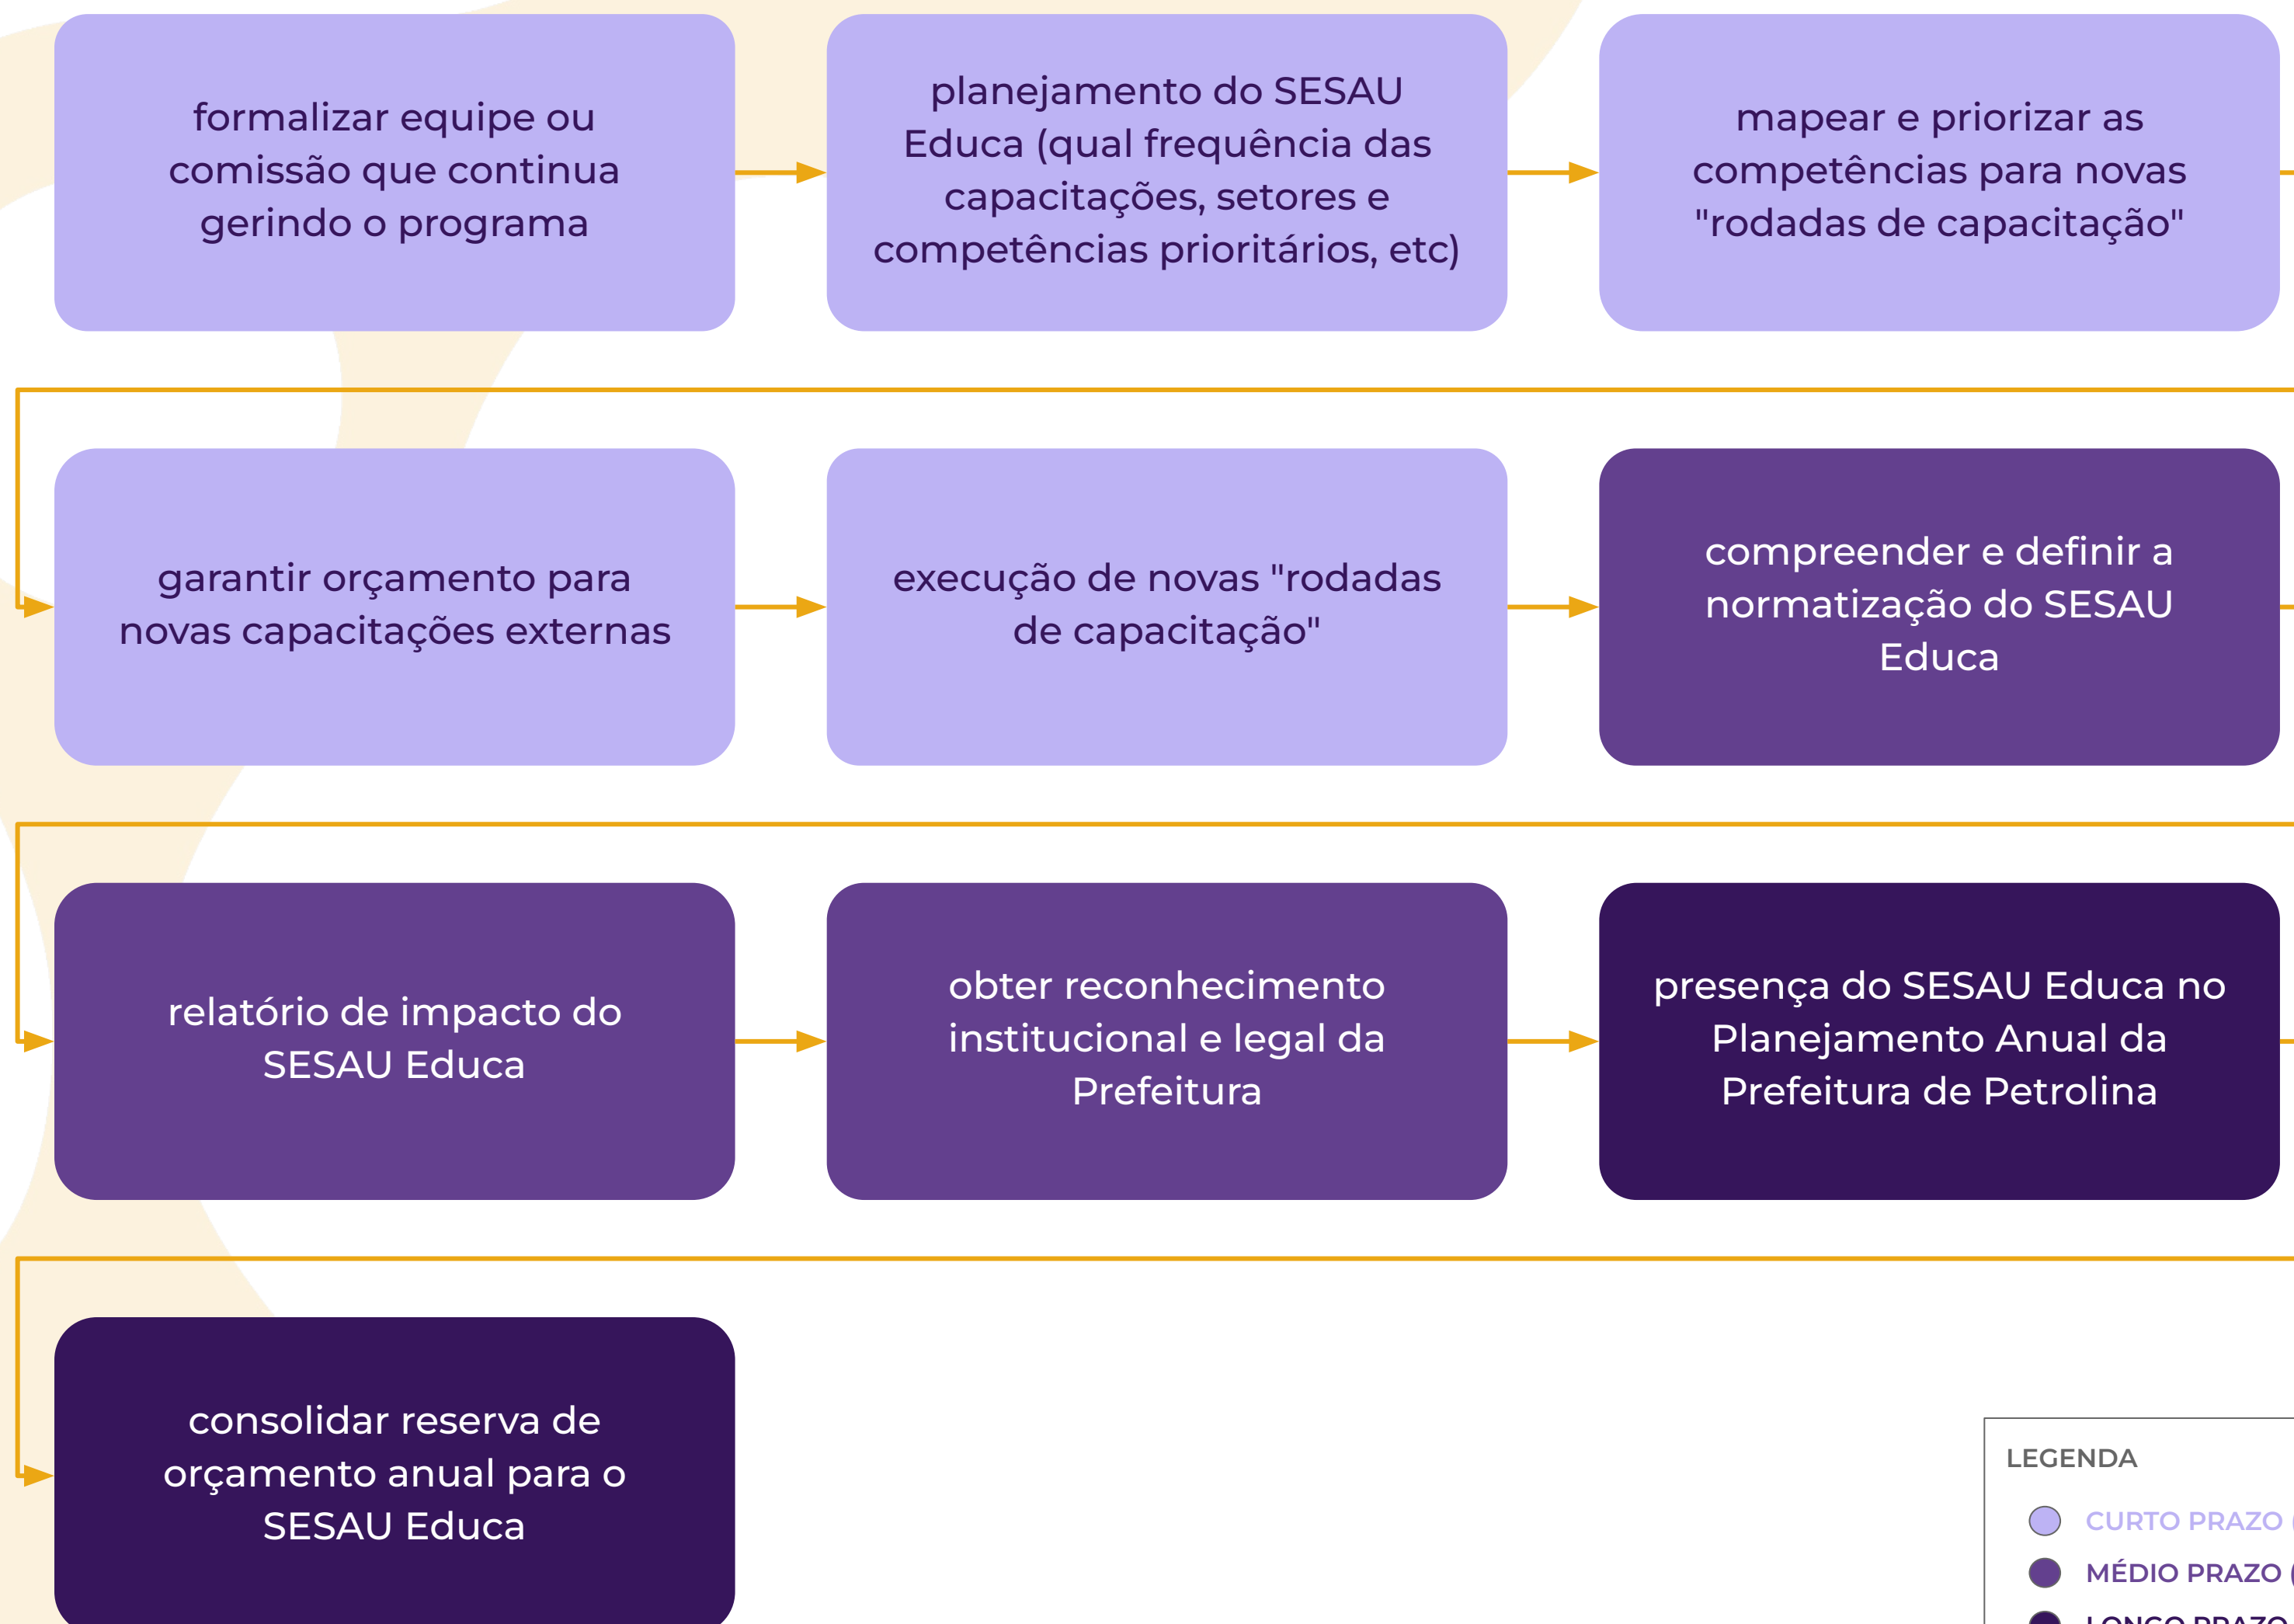 formalizar equipe ou
comissão que continua
gerindo o programa
planejamento do SESAU
Educa (qual frequência das
capacitações, setores e
competências prioritários, etc)
mapear e priorizar as
competências para novas
"rodadas de capacitação"
garantir orçamento para
novas capacitações externas
execução de novas "rodadas
de capacitação"
compreender e definir a
normatização do SESAU
Educa
relatório de impacto do
SESAU Educa
obter reconhecimento
institucional e legal da
Prefeitura
presença do SESAU Educa no
Planejamento Anual da
Prefeitura de Petrolina
consolidar reserva de
orçamento anual para o
SESAU Educa
LEGENDA
CURTO PRAZO
MÉDIO PRAZO
LONGO PRAZO